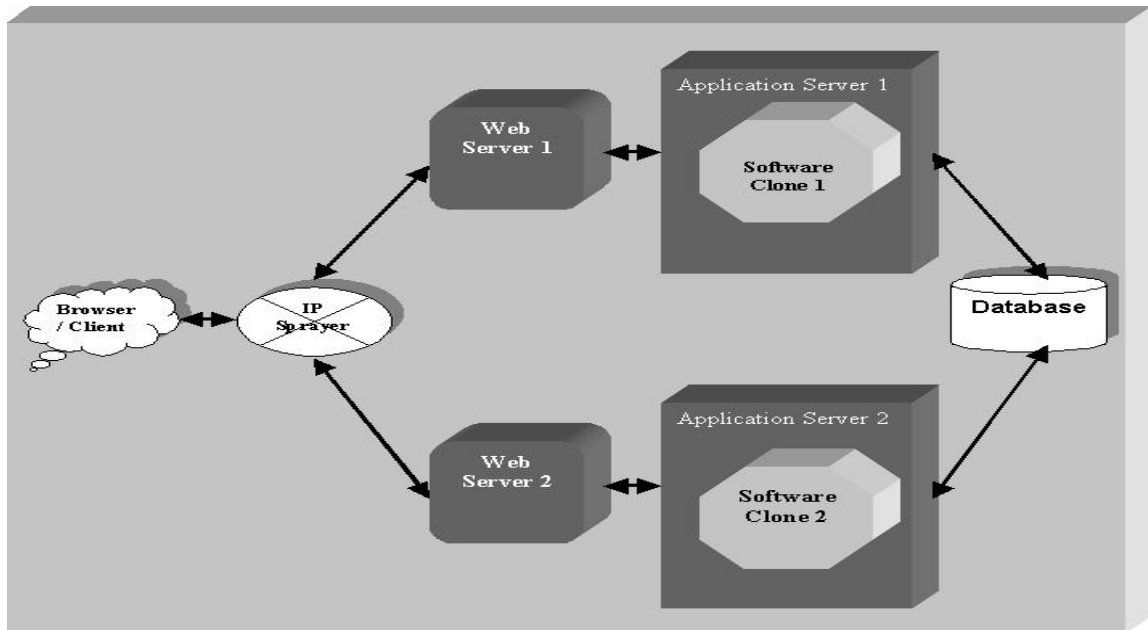 Browser
/ Client
IP
Sprayer
Web
Server 1
Application Server 1
Software
Clone 1
Web
Server 2
Application Server 2
Software
Clone 2
Database